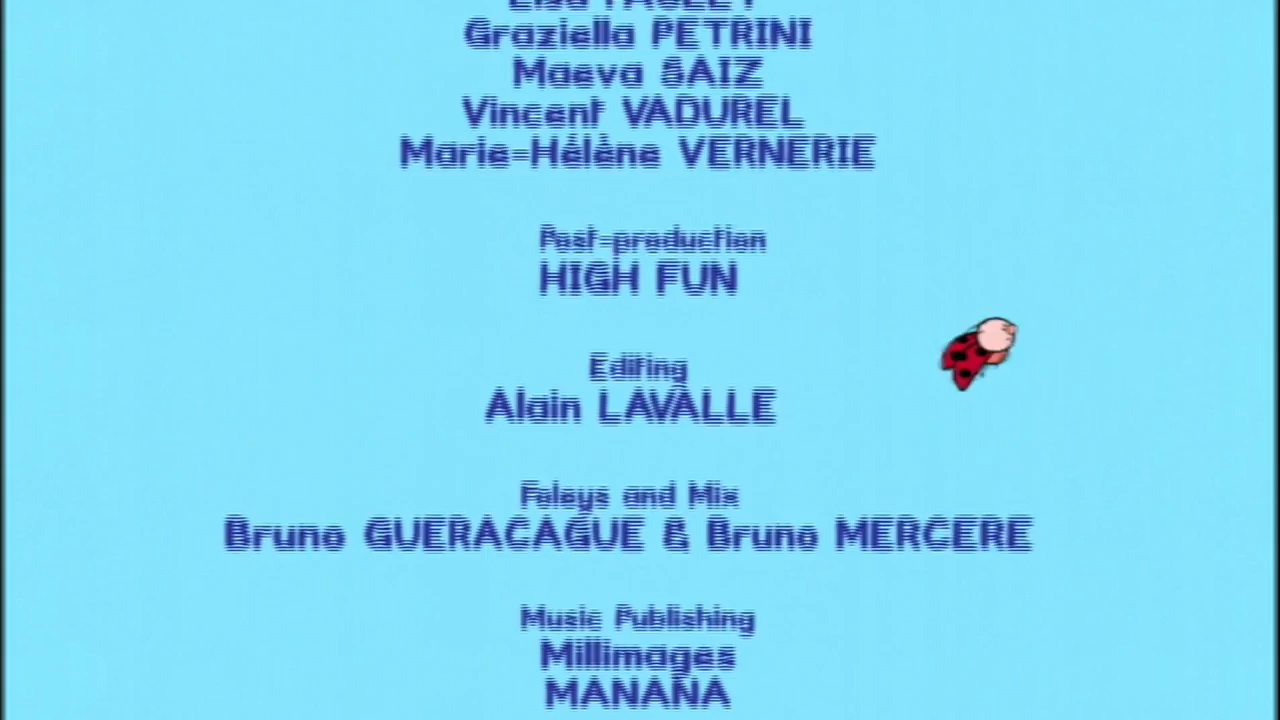 Graziella PETRINI
Maeva SAIZ
Vincent VADUREL
Marie-Hélène VERNERIE
Post-production
HIGH FUN
Editing
Alain LAVALLE
Foleys and Mix
Bruno GUERACAGUE & Bruno MERCERE
Music Publishing
Millimages
MANANA